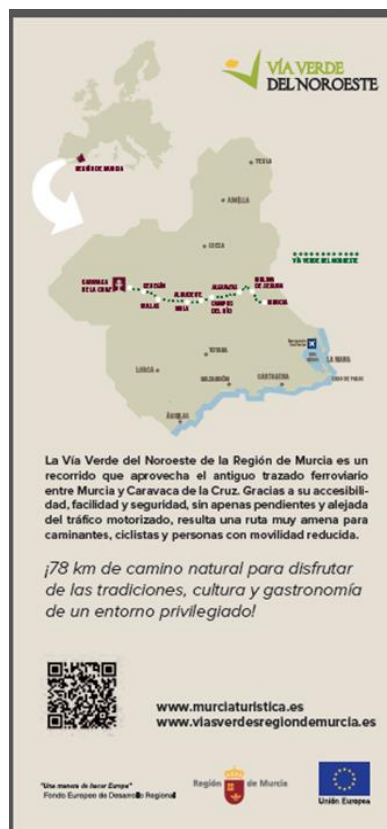 VÍA VERDE
DEL NOROESTE
REGIÓN DE MURCIA
YECLA
JUMILLA
CIEZA
VÍA VERDE DEL NOROESTE
CARAVACA
DE LA CRUZ
CEHEGÍN
BULLAS
ALBUDEITE
MULA
CAMPOS
DEL RÍO
ALGUAZAS
MOLINA
DE SEGURA
MURCIA
TOTANA
LORCA
MAZARRÓN
CARTAGENA
LA MANGA
CABO DE PALOS
ÁGUILAS
La Vía Verde del Noroeste de la Región de Murcia es un
recorrido que aprovecha el antiguo trazado ferroviario
entre Murcia y Caravaca de la Cruz. Gracias a su accesibili-
dad, facilidad y seguridad, sin apenas pendientes y alejada
del tráfico motorizado, resulta una ruta muy amena para
caminantes, ciclistas y personas con movilidad reducida.
¡78 km de camino natural para disfrutar
de las tradiciones, cultura y gastronomía
de un entorno privilegiado!
www.murciaturistica.es
www.viasverdesregiondemurcia.es
"Una manera de hacer Europa"
Fondo Europeo de Desarrollo Regional
Región de Murcia
Unión Europea